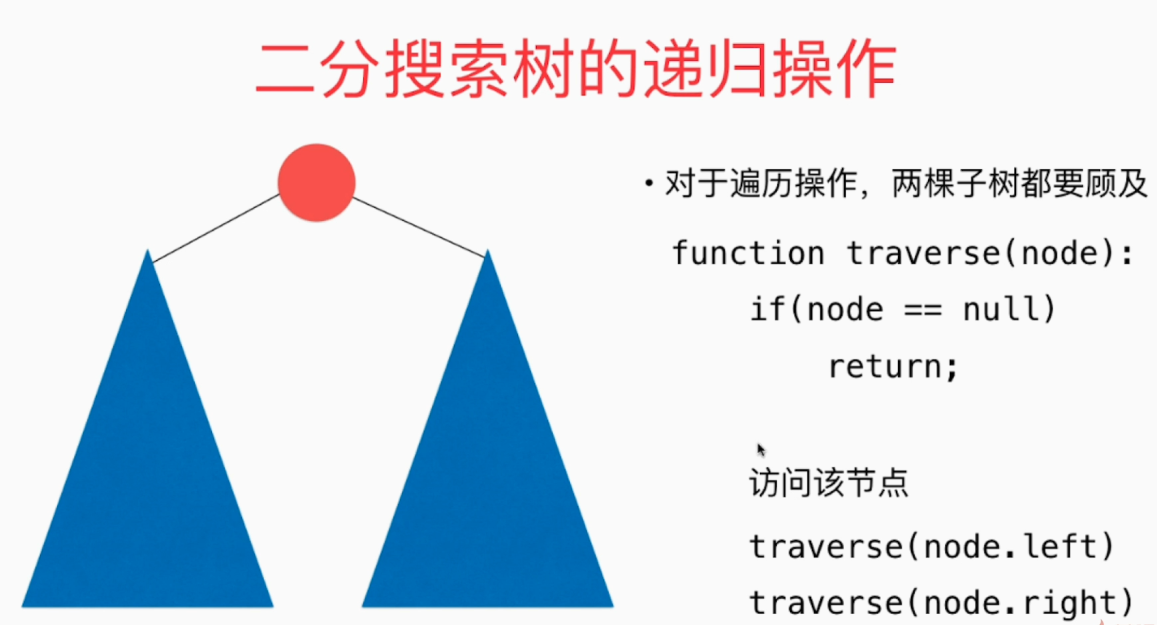 二分搜索树的递归操作
• 对于遍历操作，两棵子树都要顾及
function traverse(node):
if(node == null)
return;
访问该节点
traverse(node.left)
traverse(node.right)